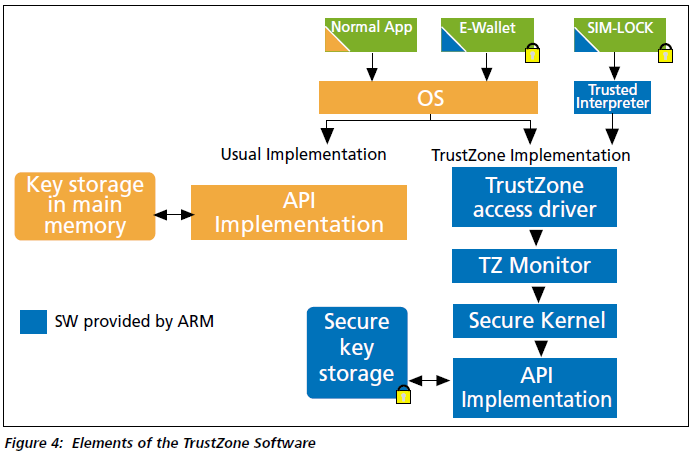 Normal App
E-Wallet
SIM-LOCK
OS
Trusted
Interpreter
Usual Implementation
TrustZone Implementation
Key storage
in main
memory
API
Implementation
TrustZone
access driver
TZ Monitor
SW provided by ARM
Secure
key
storage
Secure Kernel
API
Implementation
Figure 4: Elements of the TrustZone Software